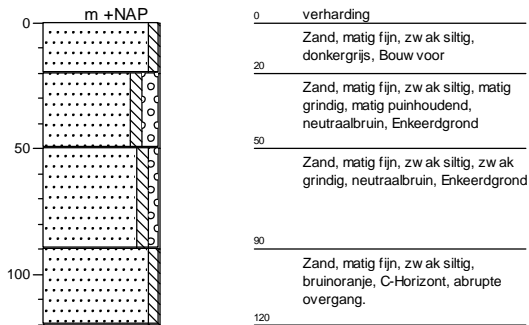 m +NAP
0
50
100
0 verharding
Zand, matig fijn, zwak siltig,
donkergrijs, Bouwvoor
20
Zand, matig fijn, zwak siltig, matig
grindig, matig puinhoudend,
neutraalbruin, Enkeerdgrond
50
Zand, matig fijn, zwak siltig, zwak
grindig, neutraalbruin, Enkeerdgrond
90
Zand, matig fijn, zwak siltig,
bruinoranje, C-Horizont, abrupte
overgang.
120